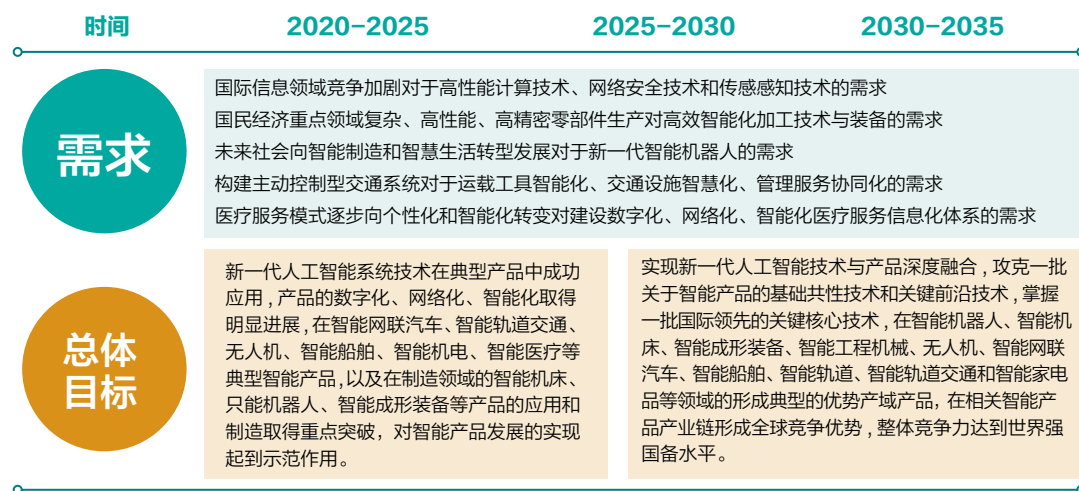 时间 2020-2025 2025-2030 2030-2035
需求
国际信息领域竞争加剧对于高性能计算技术、网络安全技术和传感感知技术的需求
国民经济重点领域复杂、高性能、高精密零部件生产对高效智能化加工技术与装备的需求
未来社会向智能制造和智慧生活转型发展对于新一代智能机器人的需求
构建主动控制型交通系统对于运载工具智能化、交通设施智慧化、管理服务协同化的需求
医疗服务模式逐步向个性化和智能化转变对建设数字化、网络化、智能化医疗服务信息化体系的需求
总体
目标
新一代人工智能系统技术在典型产品中成功
应用,产品的数字化、网络化、智能化取得
明显进展,在智能网联汽车、智能轨道交通、
无人机、智能船舶、智能机电、智能医疗等
典型智能产品,以及在制造领域的智能机床、
只能机器人、智能成形装备等产品的应用和
制造取得重点突破，对智能产品发展的实现
起到示范作用。
实现新一代人工智能技术与产品深度融合,攻克一批
关于智能产品的基础共性技术和关键前沿技术,掌握
一批国际领先的关键核心技术,在智能机器人、智能机
床、智能成形装备、智能工程机械、无人机、智能网联
汽车、智能船舶、智能轨道、智能轨道交通和智能家电
品等领域的形成典型的优势产域产品，在相关智能产
品产业链形成全球竞争优势,整体竞争力达到世界强
国备水平。